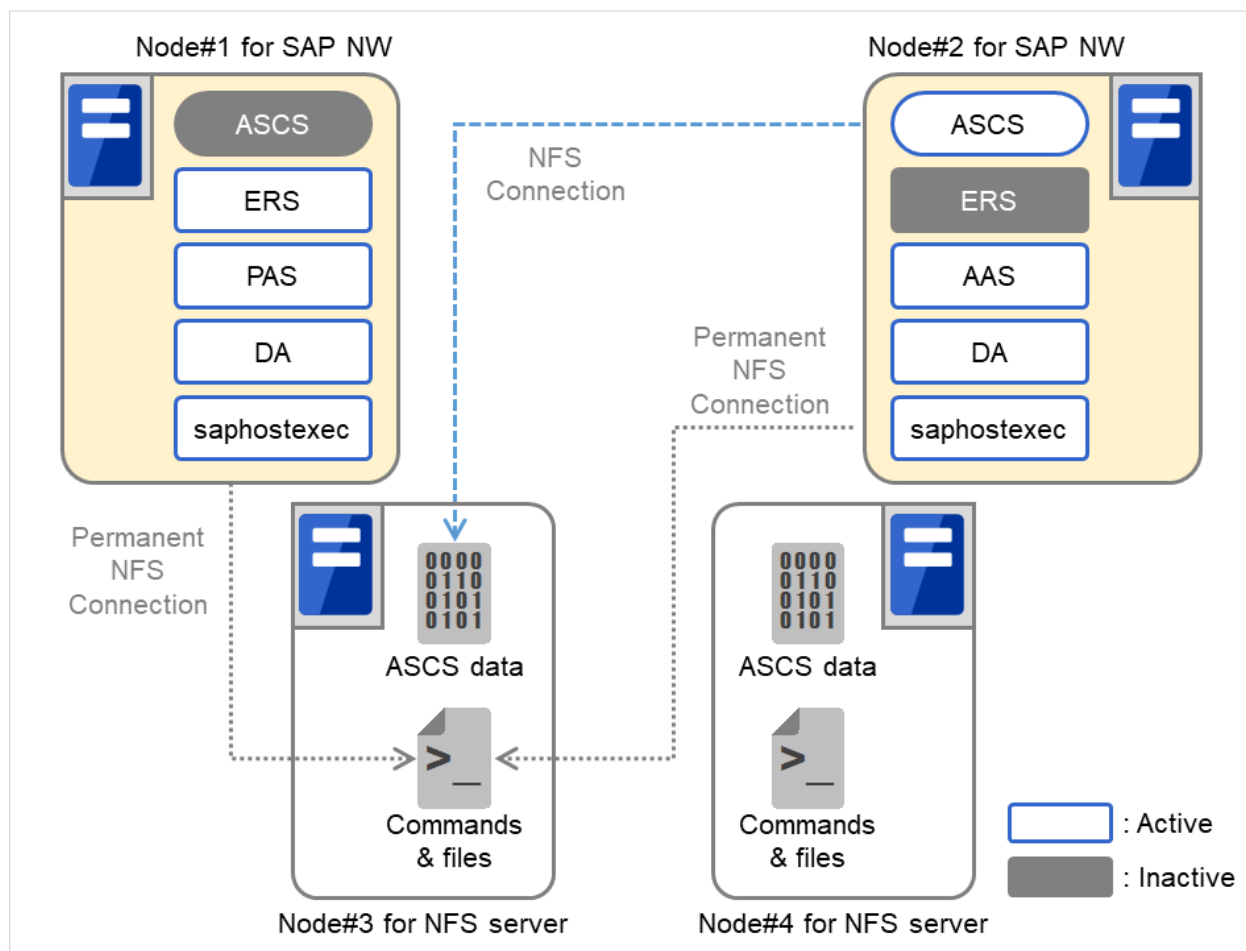 Node#1 for SAP NW
ASCS
ERS
PAS
DA
saphostexec
Node#2 for SAP NW
ASCS
ERS
AAS
DA
saphostexec
NFS
Connection
Permanent
NFS
Connection
Permanent
NFS
Connection
0000
0110
0101
0101
ASCS data
>_
Commands
& files
Node#3 for NFS server
0000
0110
0101
0101
ASCS data
>_
Commands
& files
Node#4 for NFS server
: Active
: Inactive